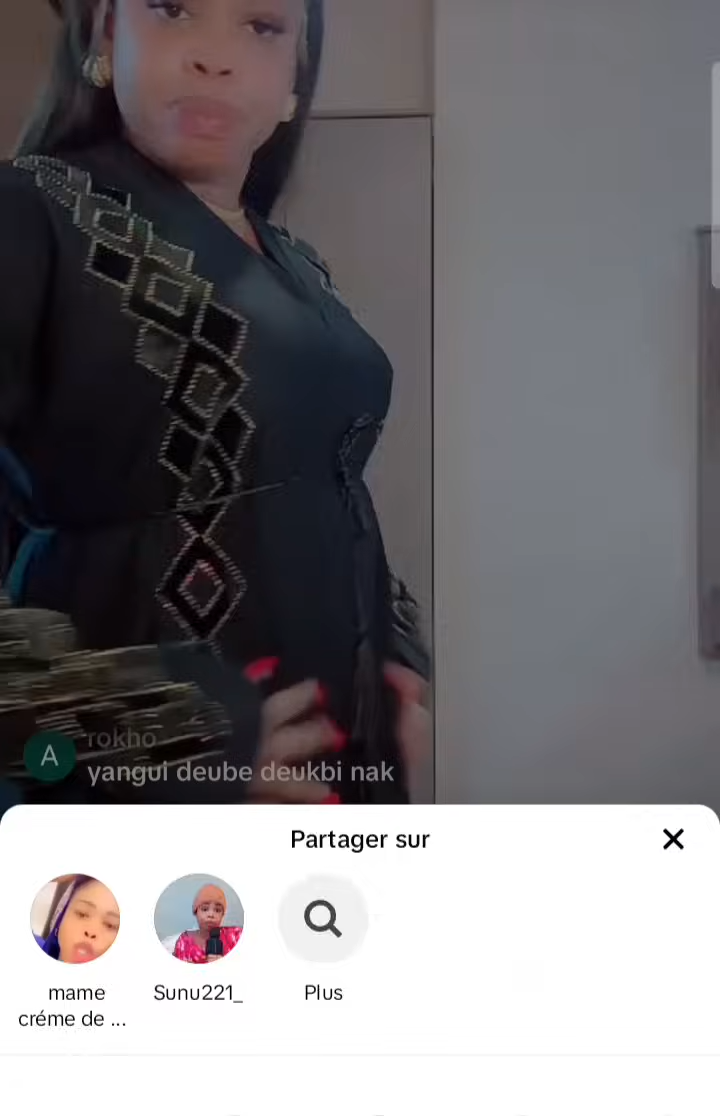 A
rokho
yangui deube deukbi nak
Partager sur
mame
créme de ...
Sunu221_
Plus